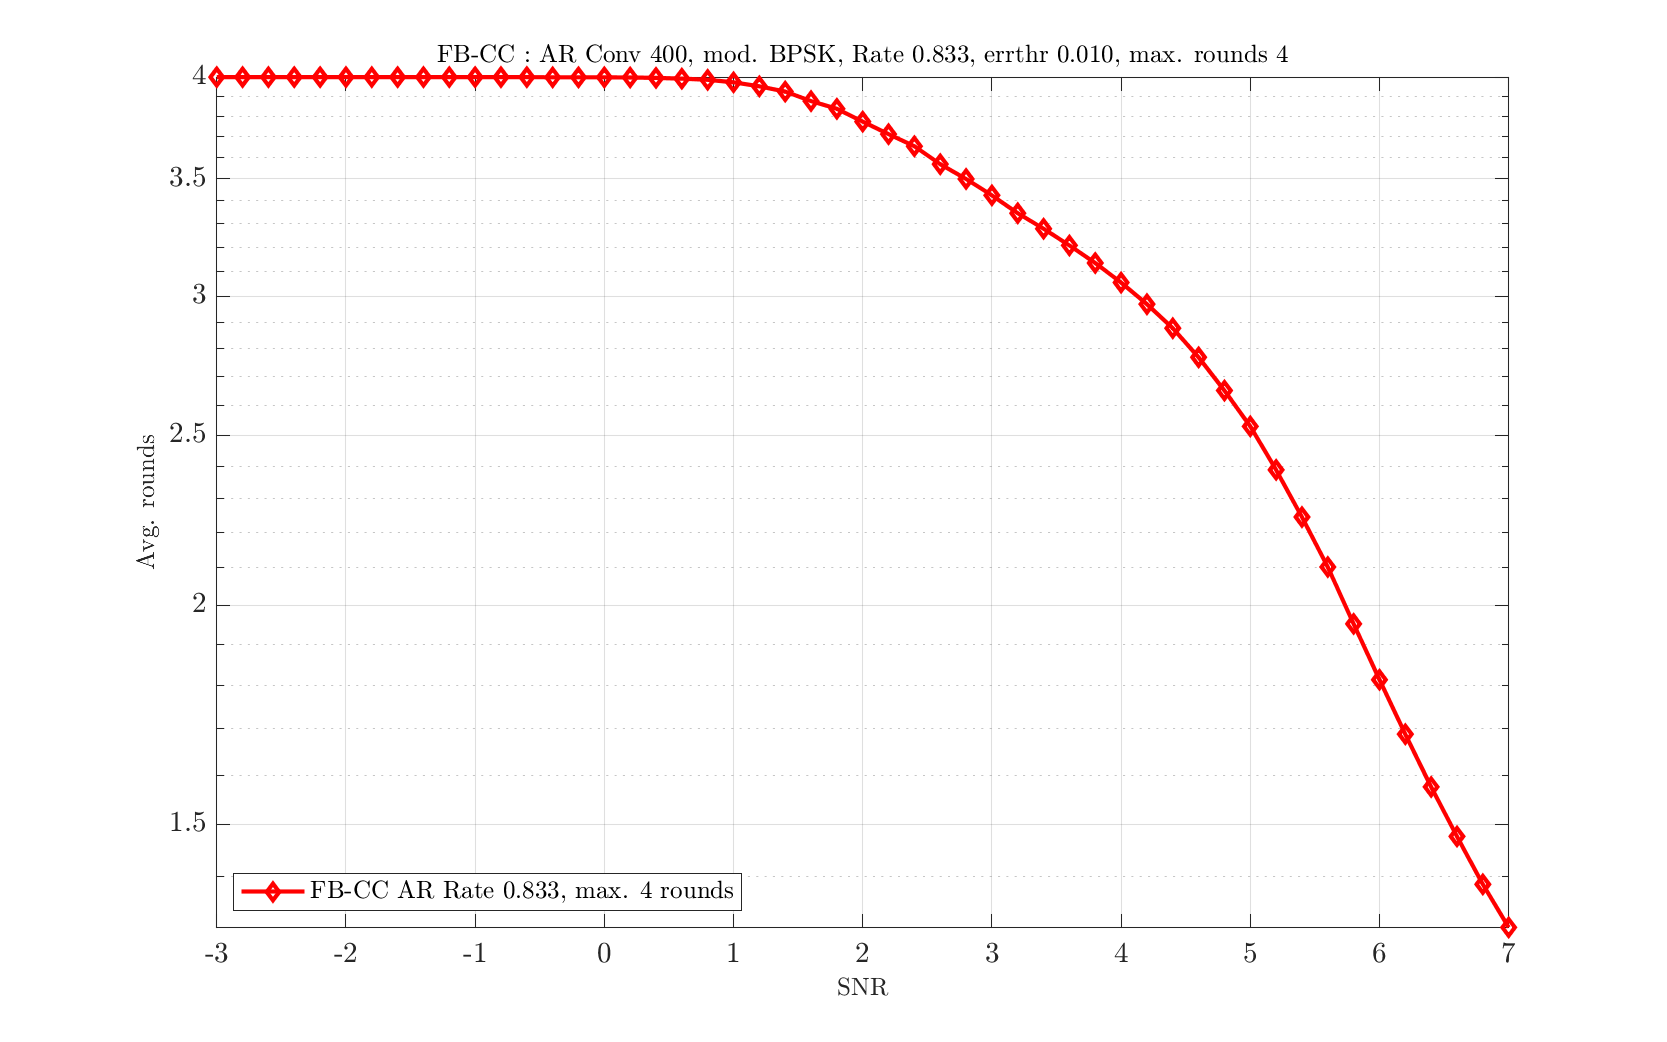 FB-CC : AR Conv 400, mod. BPSK, Rate 0.833, errthr 0.010, max. rounds 4
4
3.5
3
2.5
2
1.5
Avg. rounds
FB-CC AR Rate 0.833, max. 4 rounds
-3 -2 -1 0 1 2 3 4 5 6 7
SNR